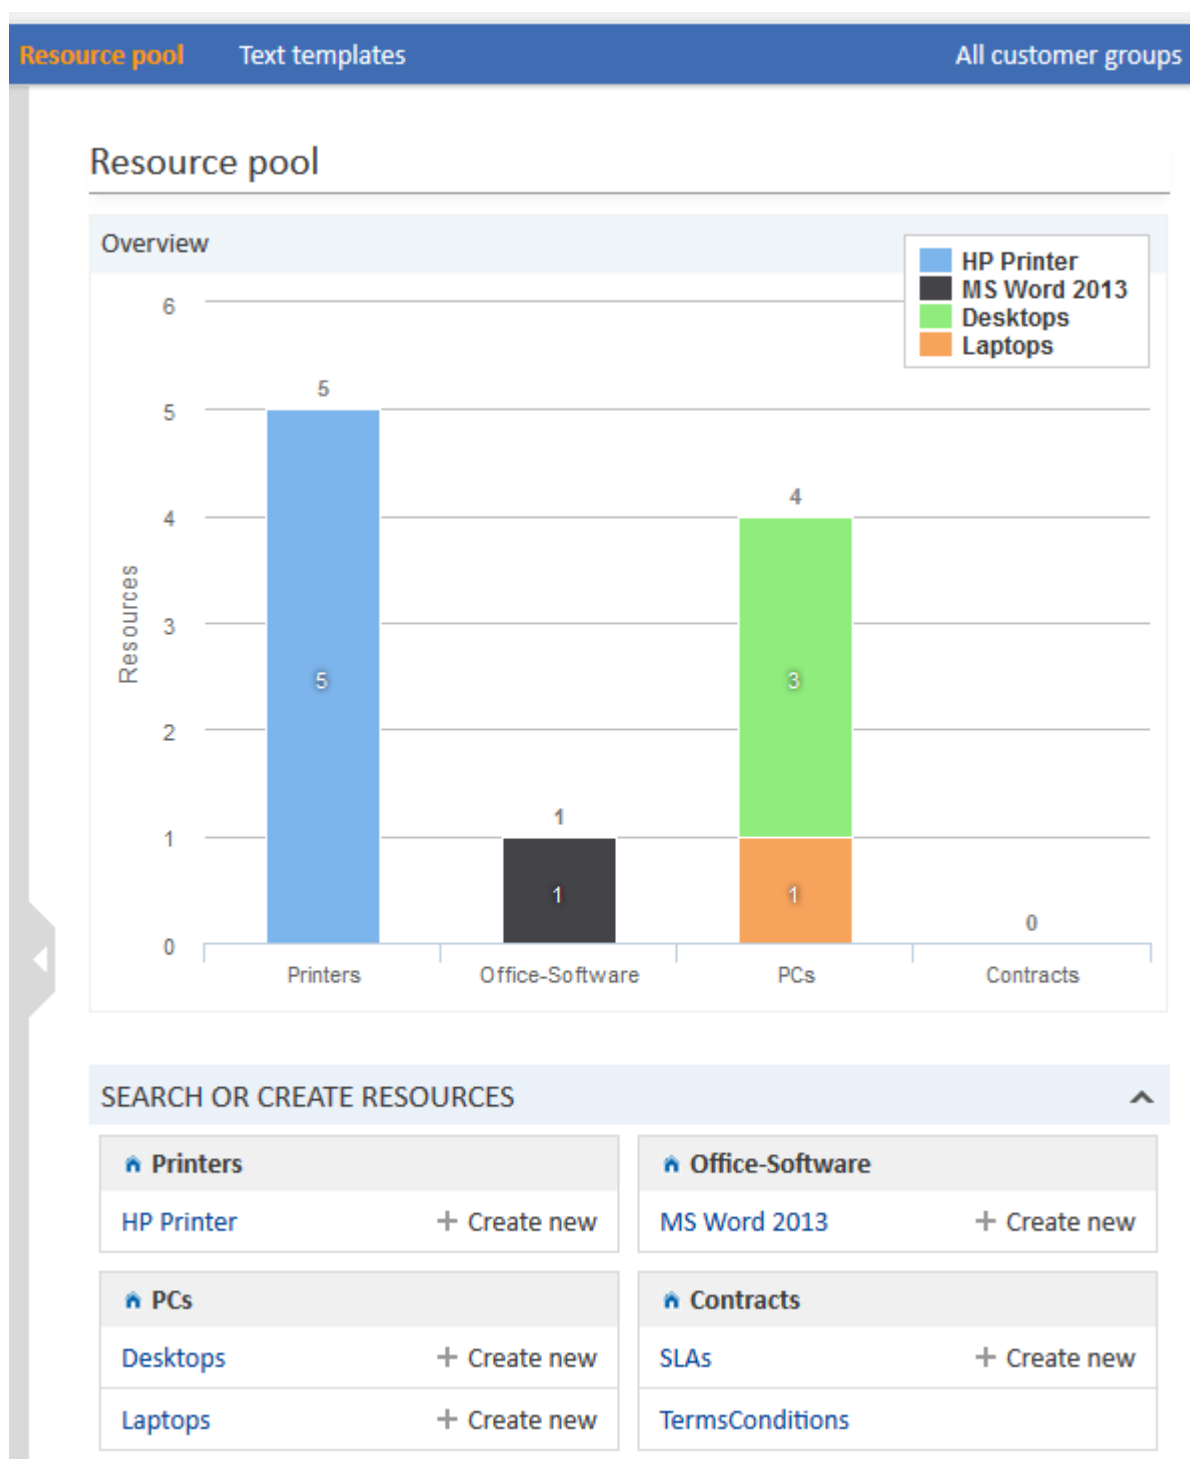 Resource pool Text templates All customer groups
Resource pool
Overview
HP Printer
MS Word 2013
Desktops
Laptops
6
5
4
3
2
1
0
Resources
5
5
1
1
4
3
1
0
Printers Office-Software PCs Contracts
SEARCH OR CREATE RESOURCES
Printers
HP Printer + Create new
Office-Software
MS Word 2013 + Create new
PCs
Desktops + Create new
Laptops + Create new
Contracts
SLAs + Create new
TermsConditions